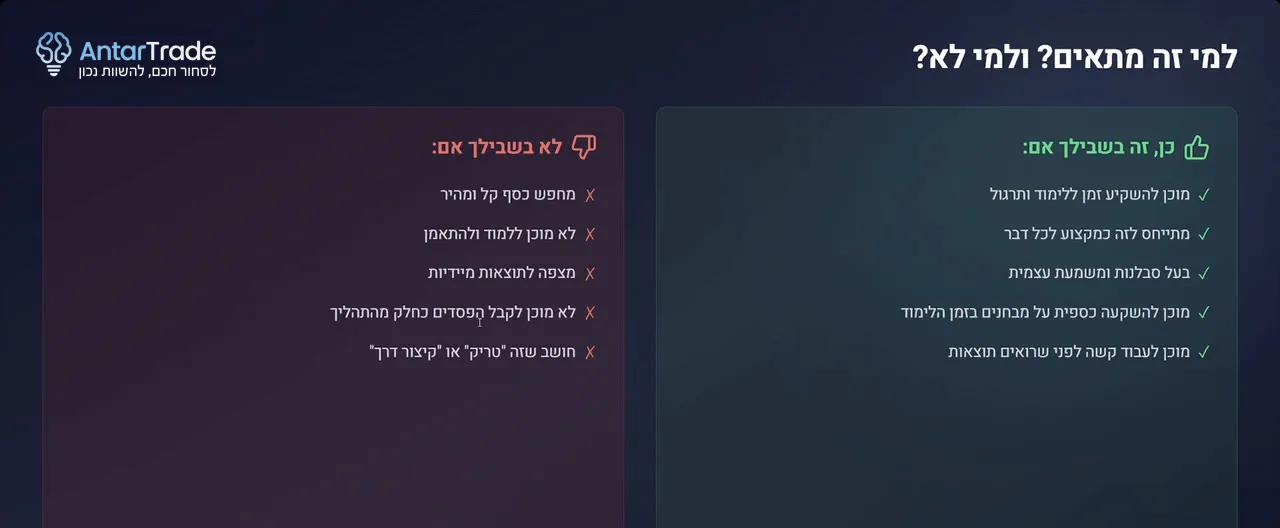 למי זה מתאים? ולמי לא?
AntarTrade
לסחור חכם, להשוות נכון
כן, זה בשבילך אם:
✓ מוכן להשקיע זמן ללימוד ותרגול
✓ מתייחס לזה כמקצוע לכל דבר
✓ בעל סבלנות ומשמעת עצמית
✓ מוכן להשקעה כספית על מבחנים בזמן הלימוד
✓ מוכן לעבוד קשה לפני שרואים תוצאות
לא בשבילך אם:
✗ מחפש כסף קל ומהיר
✗ לא מוכן ללמוד ולהתאמן
✗ מצפה לתוצאות מיידיות
✗ לא מוכן לקבל הפסדים כחלק מהתהליך
✗ חושב שזה "טריק" או "קיצור דרך"